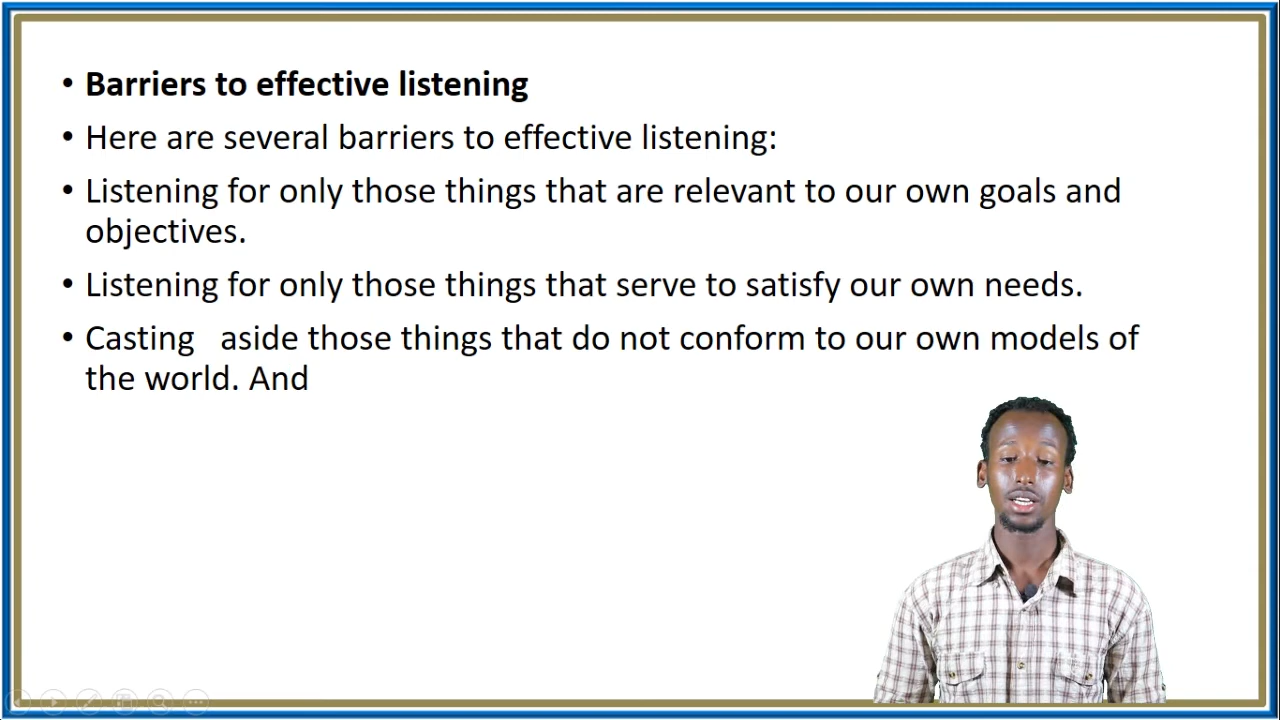 • Barriers to effective listening
• Here are several barriers to effective listening:
• Listening for only those things that are relevant to our own goals and
objectives.
• Listening for only those things that serve to satisfy our own needs.
• Casting   aside those things that do not conform to our own models of
the world. And